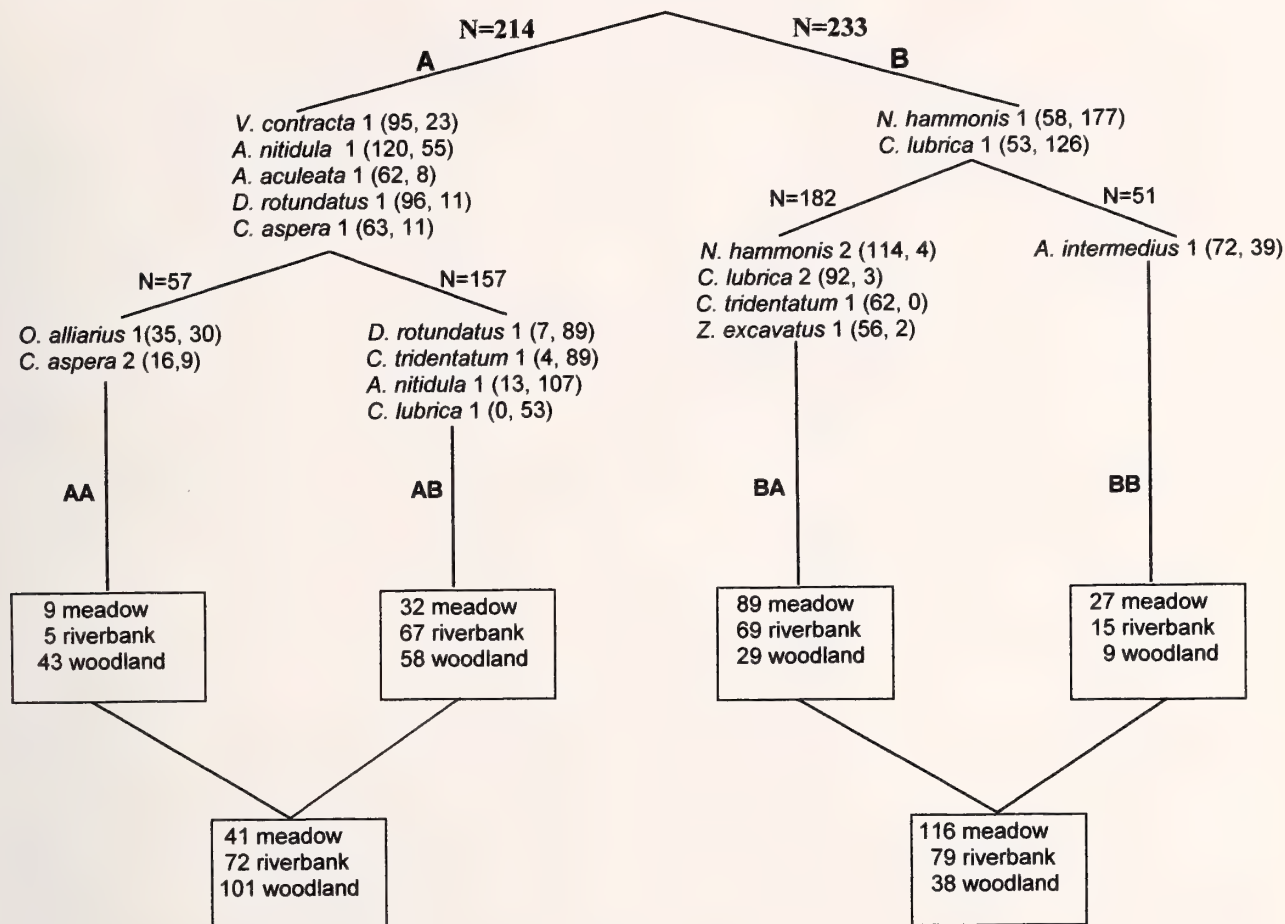 N=214
N=233
A
B
V. contracta 1 (95, 23)
A. nitidula 1 (120, 55)
A. aculeata 1 (62, 8)
D. rotundatus 1 (96, 11)
C. aspera 1 (63, 11)
N. hammonis 1 (58, 177)
C. lubrica 1 (53, 126)
N=57
N=157
N=182
N=51
O. alliarius 1(35, 30)
C. aspera 2 (16,9)
D. rotundatus 1 (7, 89)
C. tridentatum 1 (4, 89)
A. nitidula 1 (13, 107)
C. lubrica 1 (0, 53)
N. hammonis 2 (114, 4)
C. lubrica 2 (92, 3)
C. tridentatum 1 (62, 0)
Z. excavatus 1 (56, 2)
A. intermedius 1 (72, 39)
AA
AB
BA
BB
9 meadow
5 riverbank
43 woodland
32 meadow
67 riverbank
58 woodland
89 meadow
69 riverbank
29 woodland
27 meadow
15 riverbank
9 woodland
41 meadow
72 riverbank
101 woodland
116 meadow
79 riverbank
38 woodland